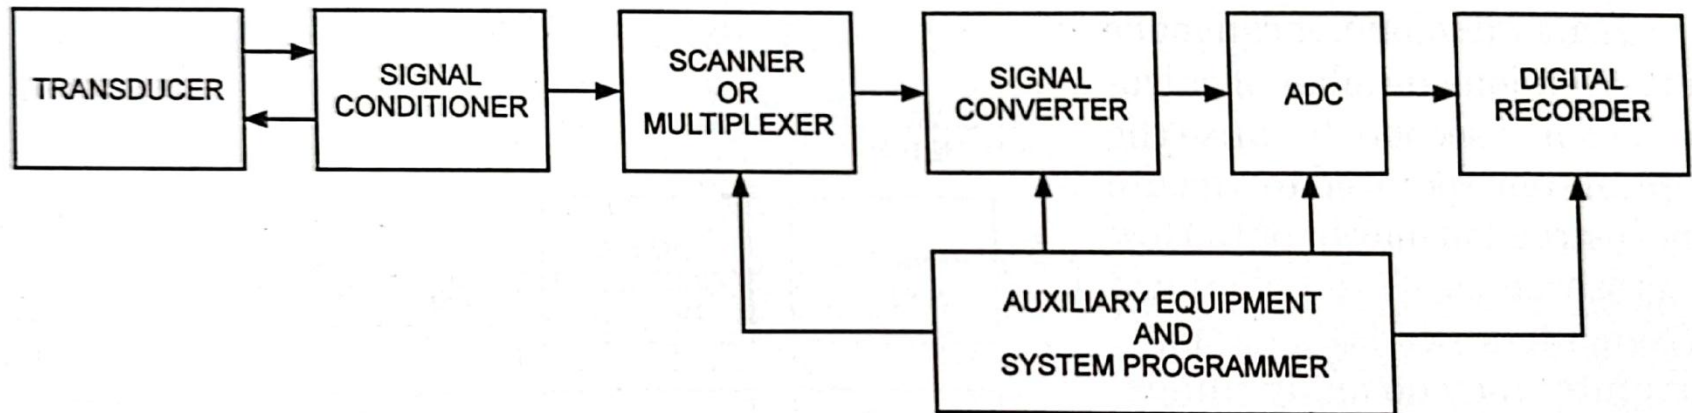 TRANSDUCER
SIGNAL
CONDITIONER
SCANNER
OR
MULTIPLEXER
SIGNAL
CONVERTER
ADC
DIGITAL
RECORDER
AUXILIARY EQUIPMENT
AND
SYSTEM PROGRAMMER